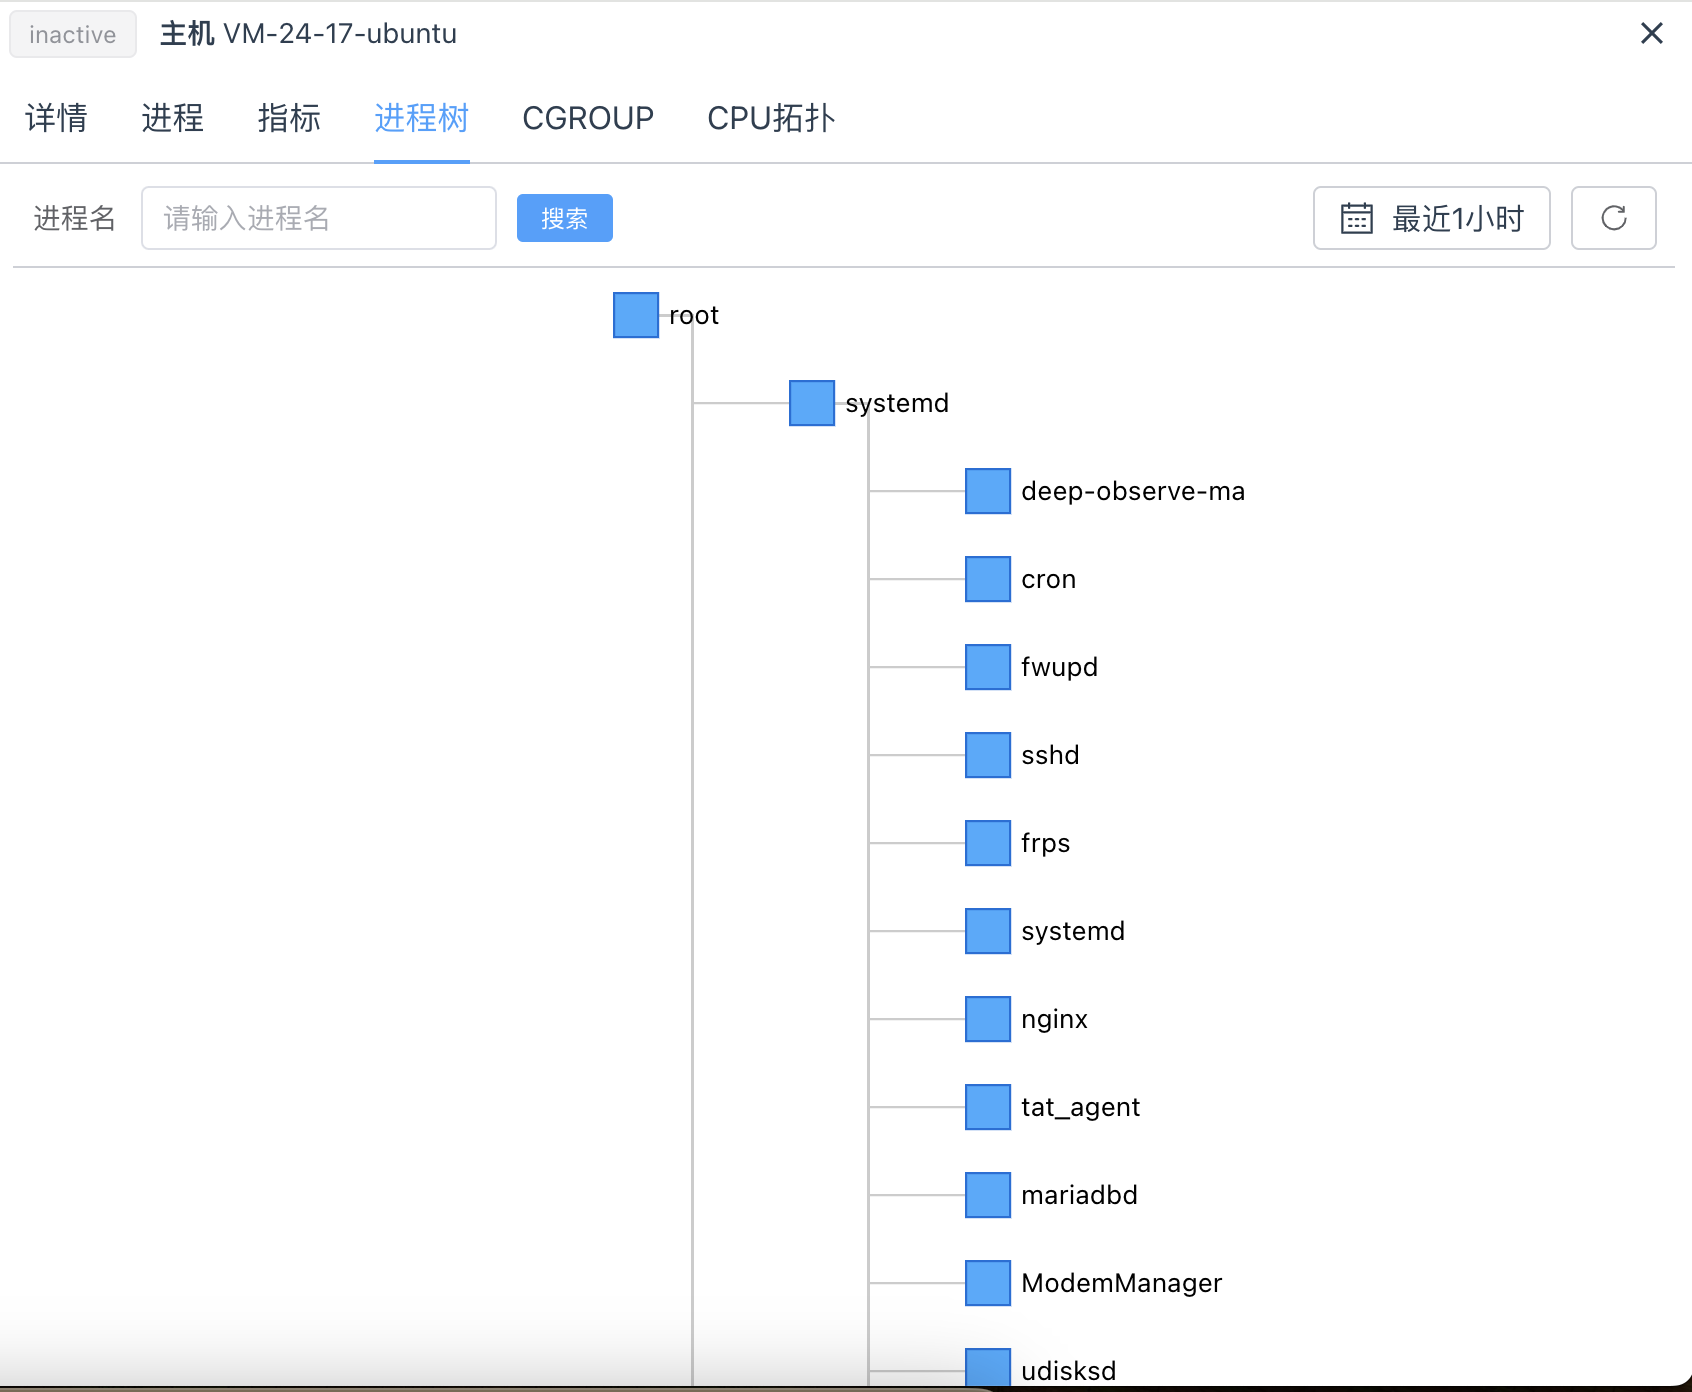 inactive 主机 VM-24-17-ubuntu
详情 进程 指标 进程树 CGROUP CPU拓扑
进程名 请输入进程名 搜索 最近1小时
root
systemd
deep-observe-ma
cron
fwupd
sshd
frps
systemd
nginx
tat_agent
mariadbd
ModemManager
udisksd